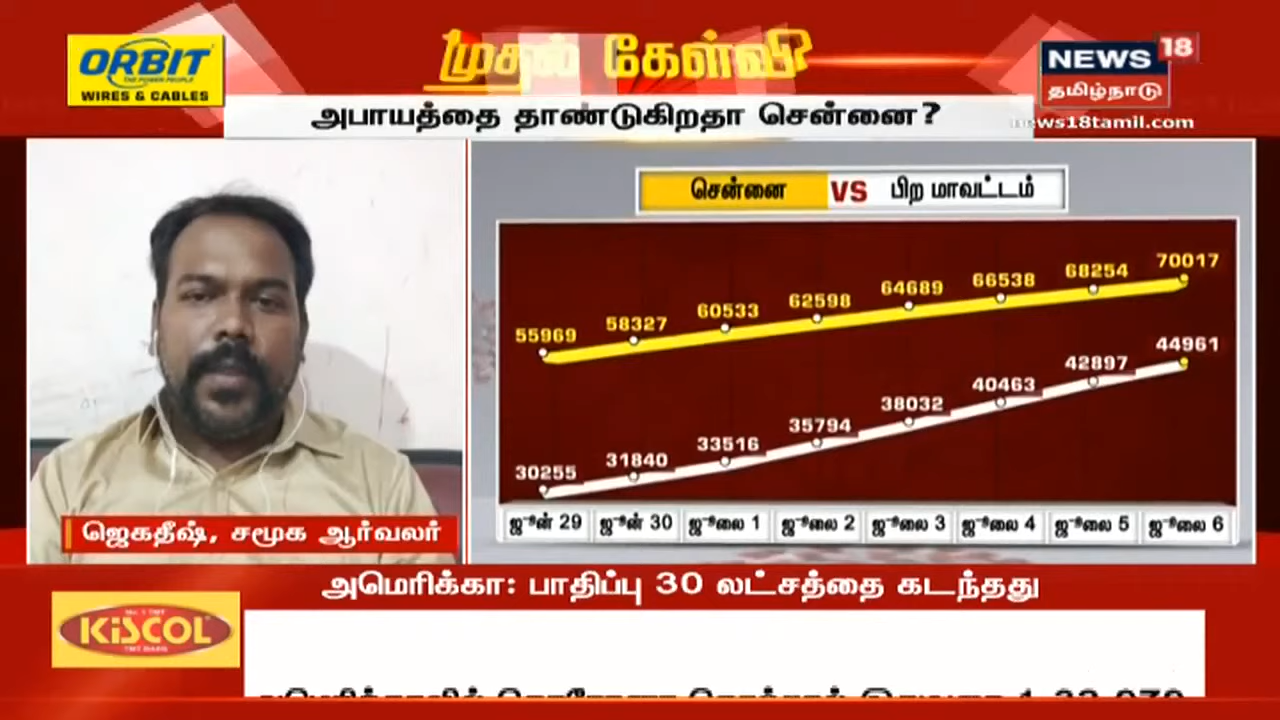 ORBIT
THE POWER PEOPLE
WIRES & CABLES
முதல் கேள்வி?
NEWS 18
தமிழ்நாடு
news18tamil.com
அபாயத்தை தாண்டுகிறதா சென்னை?
சென்னை VS பிற மாவட்டம்
55969 58327 60533 62598 64689 66538 68254 70017
30255 31840 33516 35794 38032 40463 42897 44961
ஜூன் 29 ஜூன் 30 ஜூலை 1 ஜூலை 2 ஜூலை 3 ஜூலை 4 ஜூலை 5 ஜூலை 6
ஜெகதீஷ், சமூக ஆர்வலர்
அமெரிக்கா: பாதிப்பு 30 லட்சத்தை கடந்தது
KiSCOL
TMT BARS